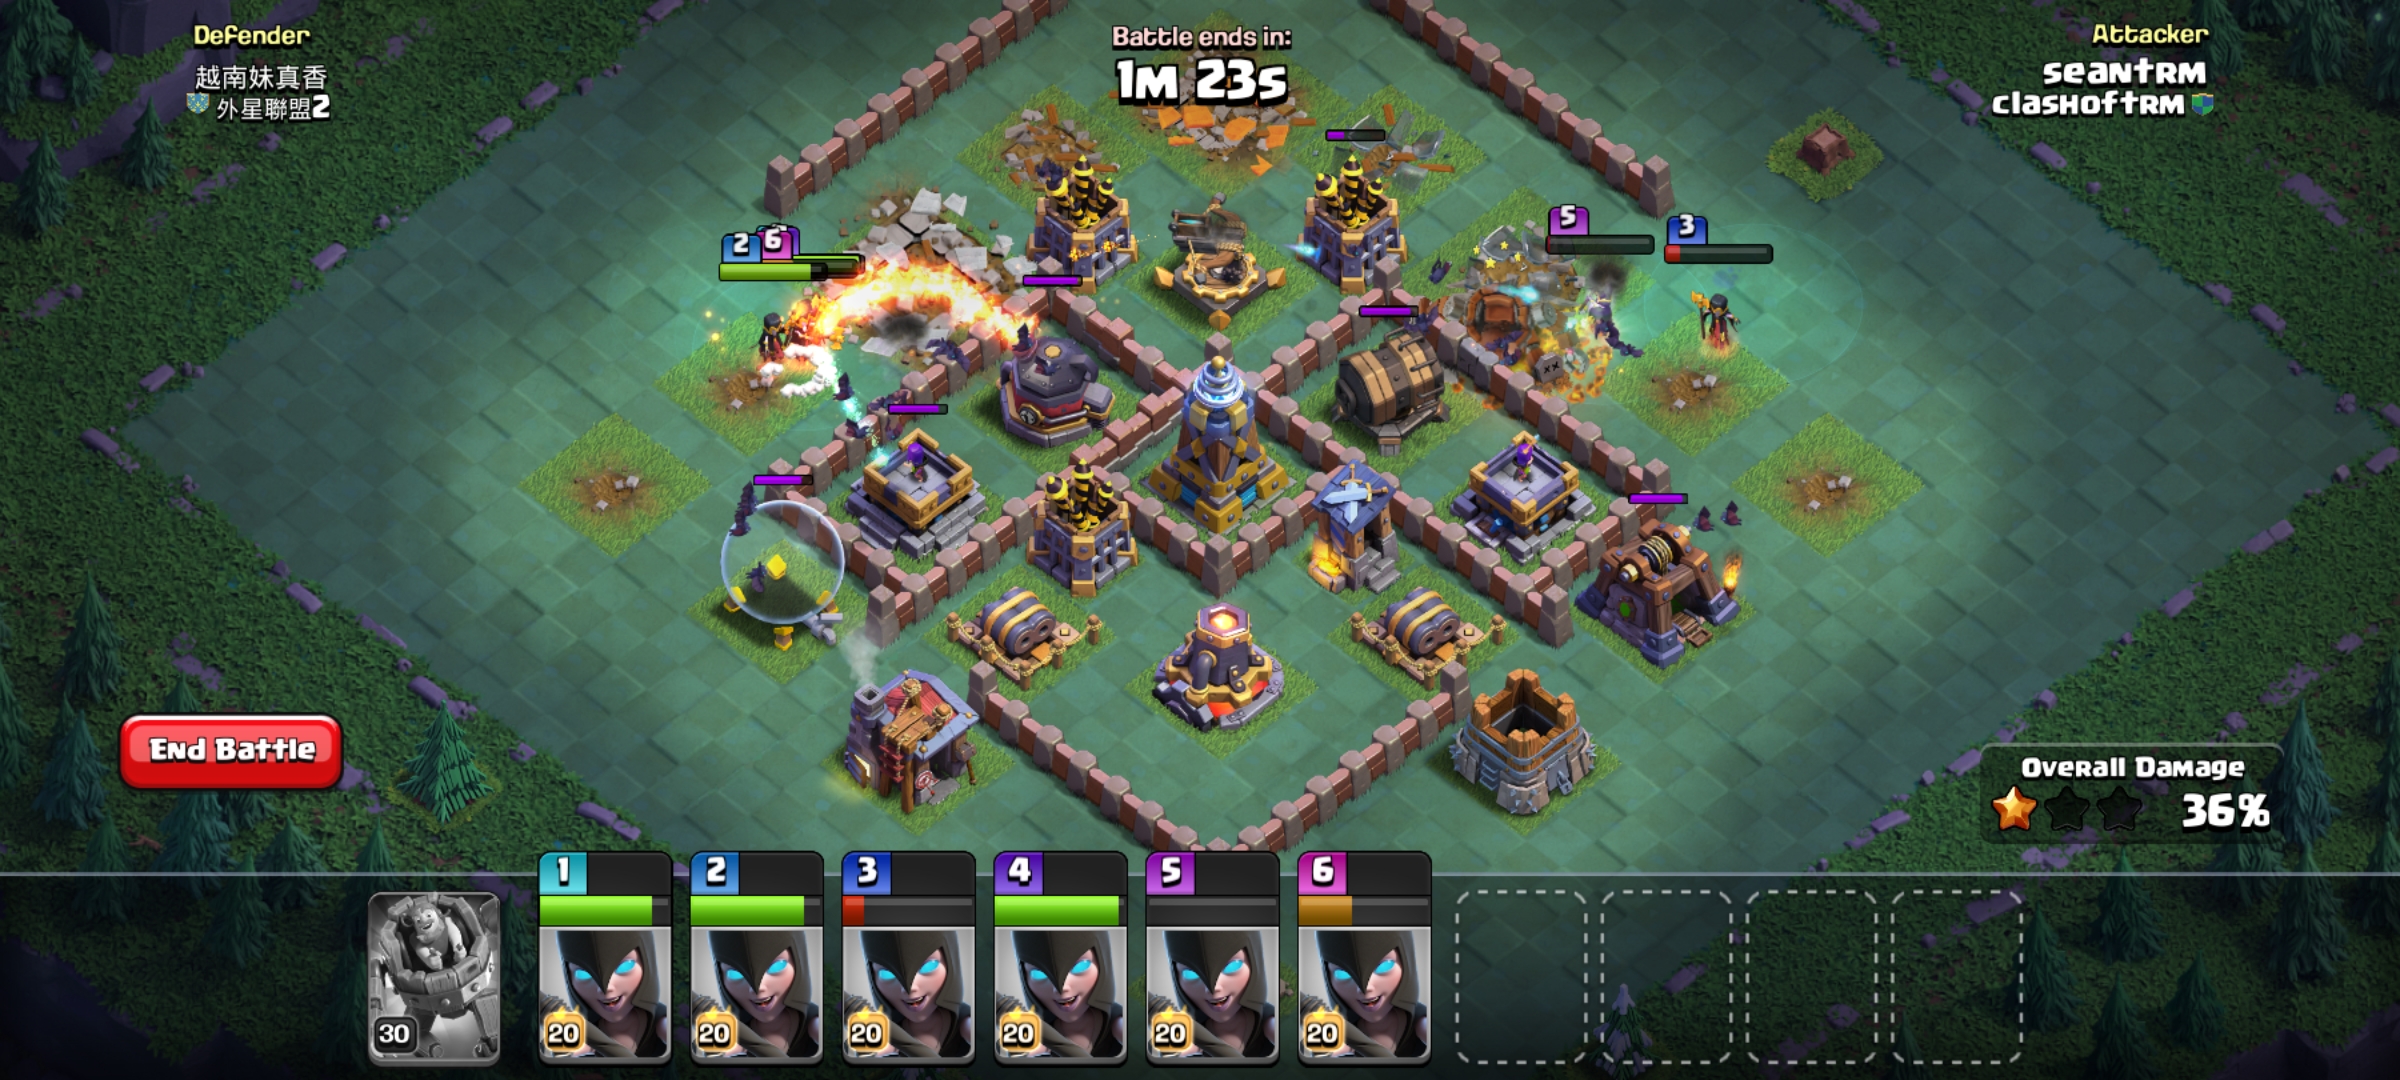 Defender
越南妹真香
外星聯盟2
Battle ends in:
1M 23s
Attacker
seantrm
clashoftrm
2 6
5
3
End Battle
Overall Damage
36%
1 2 3 4 5 6
30 20 20 20 20 20 20